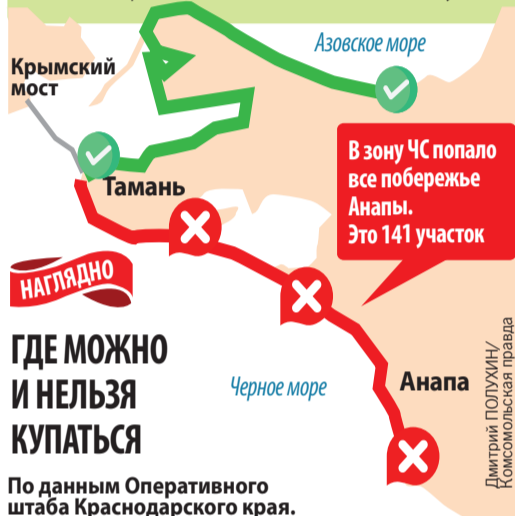 Азовское море
Крымский
мост
В зону ЧС попало
все побережье
Анапы.
Это 141 участок
Тамань
НАГЛЯДНО
ГДЕ МОЖНО
И НЕЛЬЗЯ
КУПАТЬСЯ
Черное море
Анапа
Дмитрий ПОЛУХИН/
Комсомольская правда
По данным Оперативного
штаба Краснодарского края.